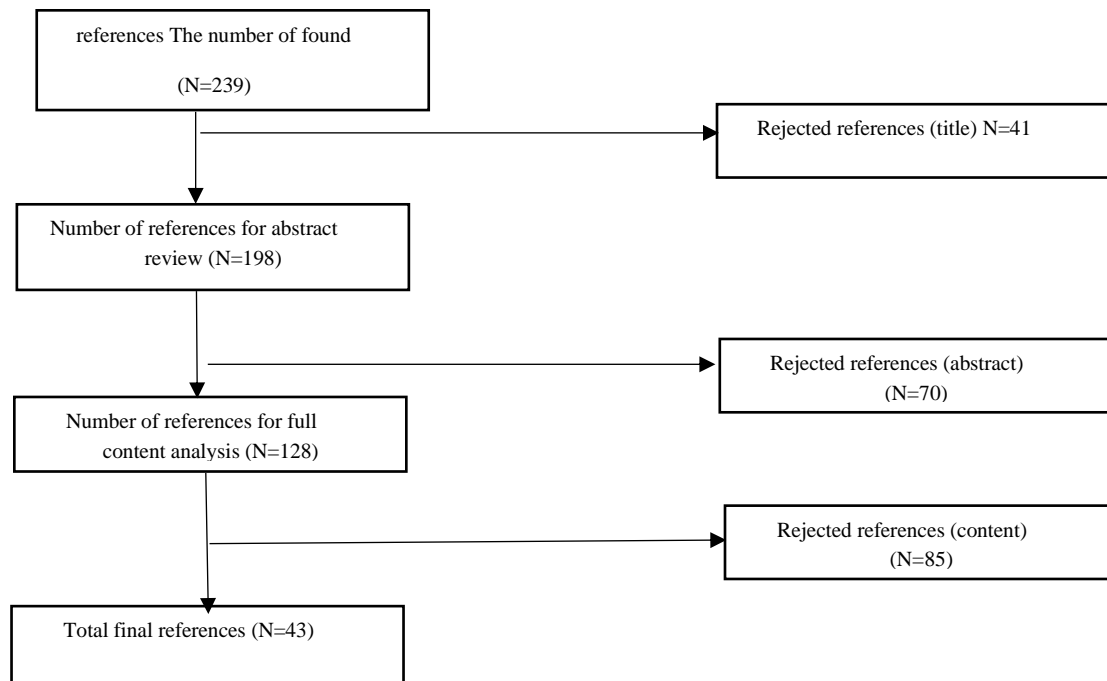 references The number of found
(N=239)
Rejected references (title) N=41
Number of references for abstract
review (N=198)
Rejected references (abstract)
(N=70)
Number of references for full
content analysis (N=128)
Rejected references (content)
(N=85)
Total final references (N=43)